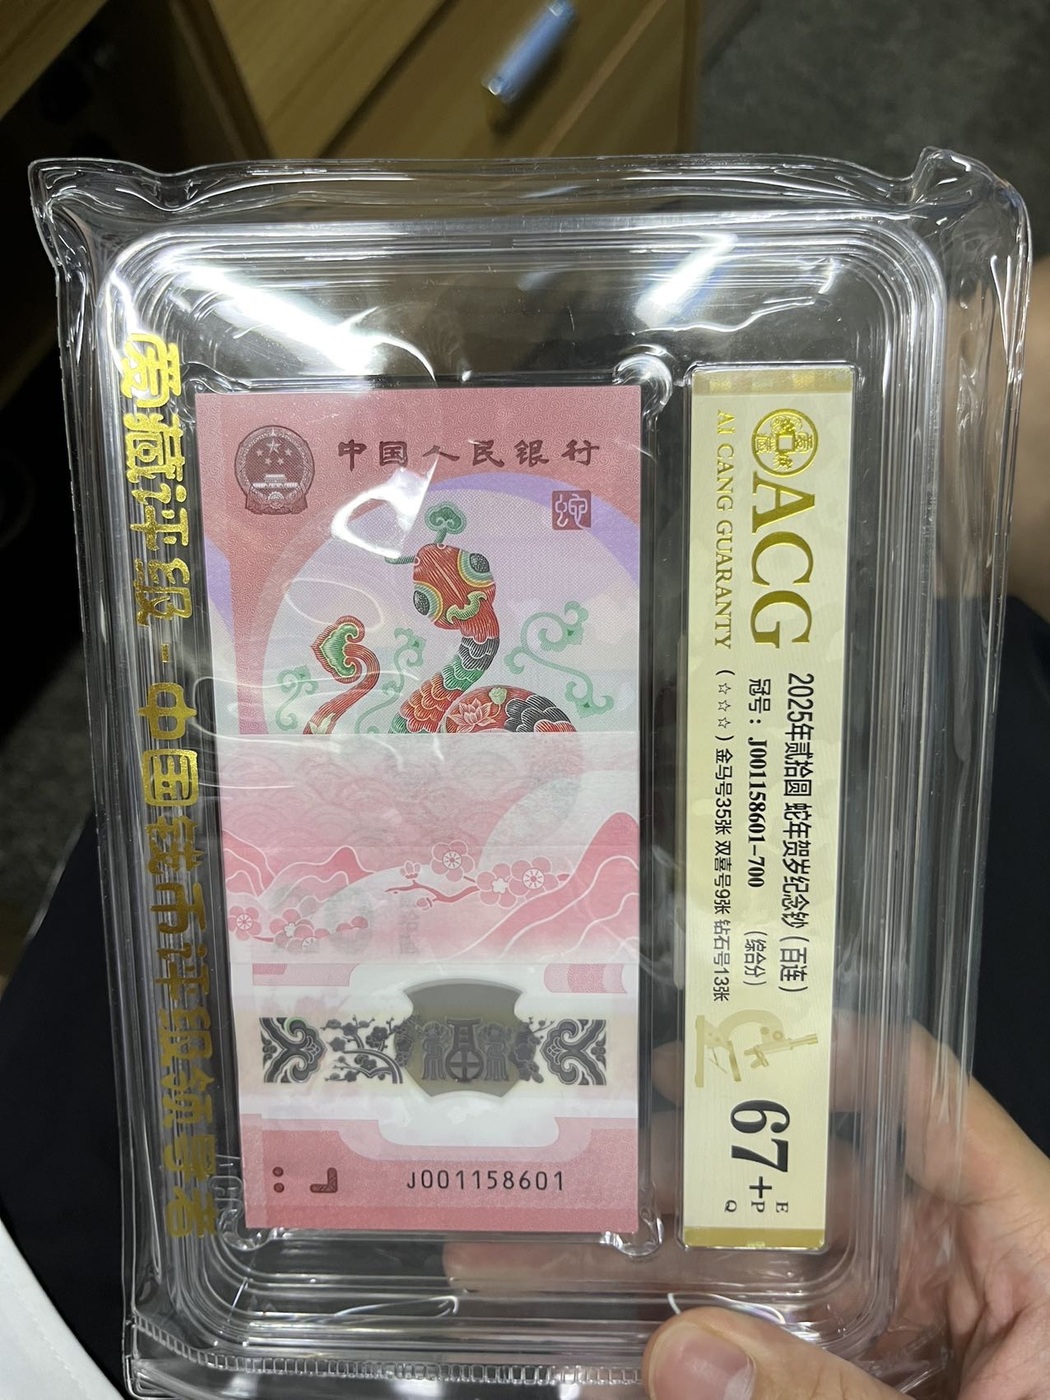 爱藏评级-中国钱币评级领导者
中国人民银行
J001158601
ACG
AI CANG GUARANTY
2025年贰拾圆 蛇年贺岁纪念钞(百连)
冠号:J001158601-700 (综合分)
(☆☆☆) 金马号35张 双喜号9张 钻石号13张
67+
E
P
Q